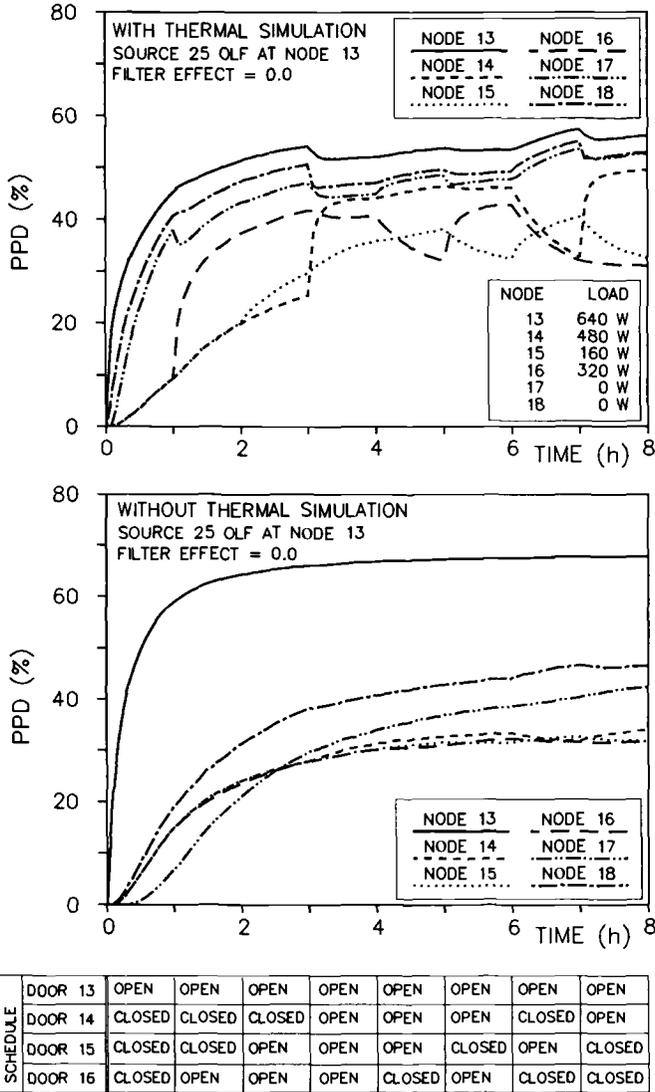 80
WITH THERMAL SIMULATION
SOURCE 25 OLF AT NODE 13
FILTER EFFECT = 0.0
NODE 13 NODE 16
NODE 14 NODE 17
NODE 15 NODE 18
60
PPD (%)
40
20
0
NODE LOAD
13 640 W
14 480 W
15 160 W
16 320 W
17 0 W
18 0 W
0 2 4 6 8
TIME (h)
80
WITHOUT THERMAL SIMULATION
SOURCE 25 OLF AT NODE 13
FILTER EFFECT = 0.0
60
PPD (%)
40
20
0
NODE 13 NODE 16
NODE 14 NODE 17
NODE 15 NODE 18
0 2 4 6 8
TIME (h)
SCHEDULE
DOOR 13 OPEN OPEN OPEN OPEN OPEN OPEN OPEN OPEN
DOOR 14 CLOSED CLOSED CLOSED OPEN OPEN OPEN CLOSED OPEN
DOOR 15 CLOSED CLOSED OPEN OPEN OPEN CLOSED OPEN CLOSED
DOOR 16 CLOSED OPEN OPEN OPEN CLOSED OPEN CLOSED CLOSED